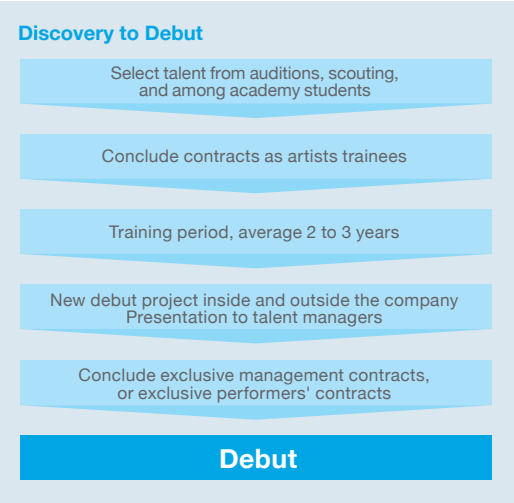 Discovery to Debut
Select talent from auditions, scouting,
and among academy students
Conclude contracts as artists trainees
Training period, average 2 to 3 years
New debut project inside and outside the company
Presentation to talent managers
Conclude exclusive management contracts,
or exclusive performers' contracts
Debut